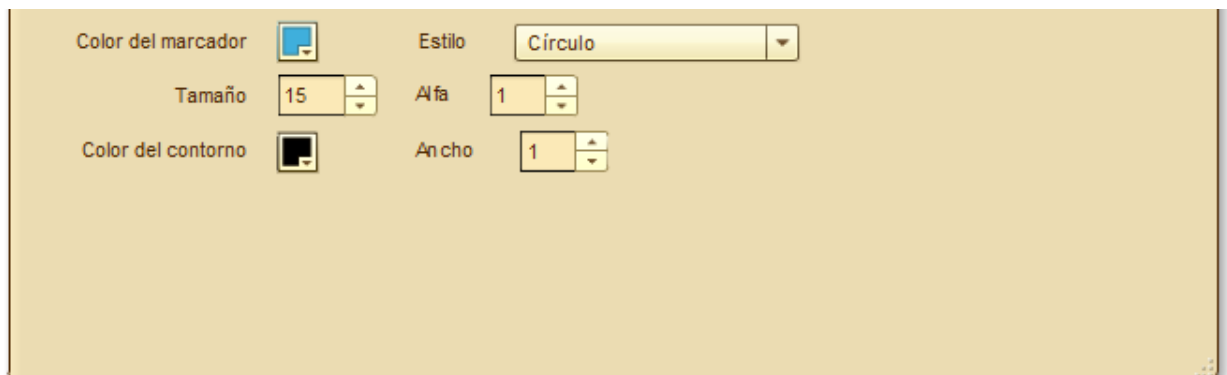 Color del marcador Estilo Círculo
Tamaño 15 Alfa 1
Color del contorno Ancho 1